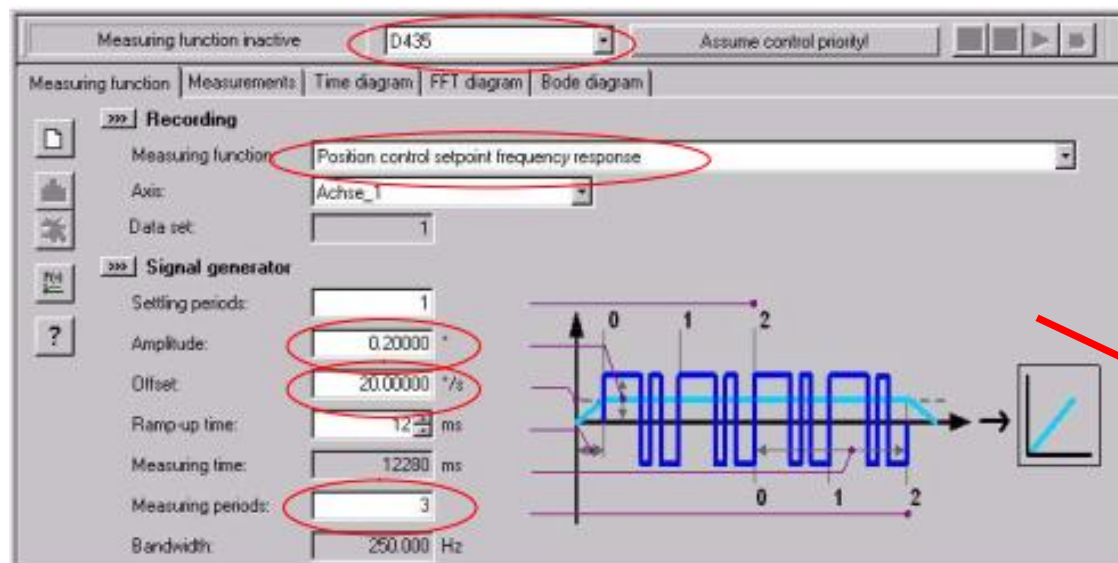 Measuring function inactive D435 Assume control priority!
Measuring function Measurements Time diagram FFT diagram Bode diagram
>>> Recording
Measuring function: Position control setpoint frequency response
Axis: Achse_1
Data set: 1
>>> Signal generator
Settling periods: 1
Amplitude: 0.20000 °
Offset: 20.00000 °/s
Ramp-up time: 12 ms
Measuring time: 12280 ms
Measuring periods: 3
Bandwidth: 250.000 Hz
?
0 1 2
0 1 2